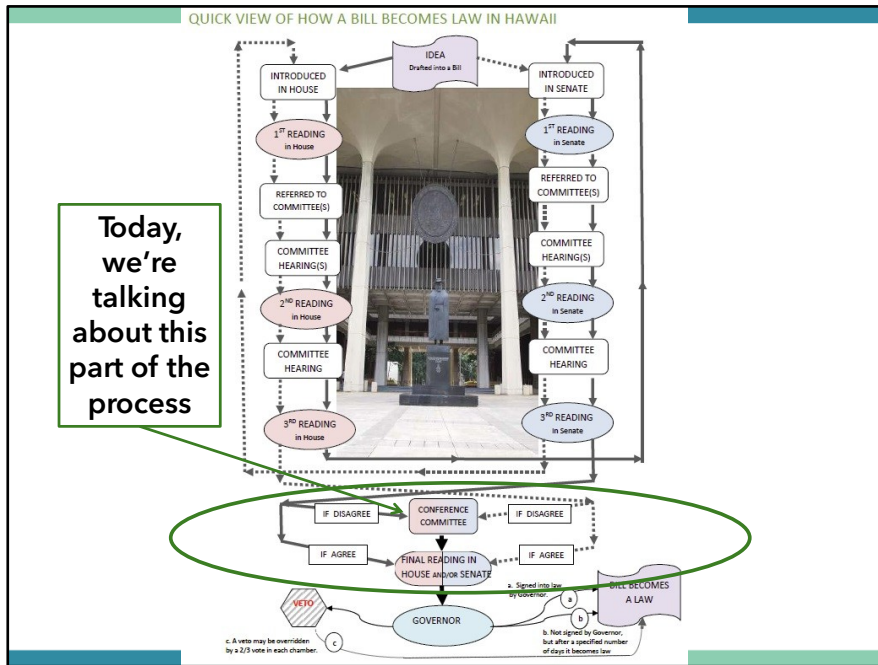 QUICK VIEW OF HOW A BILL BECOMES LAW IN HAWAII
IDEA
Drafted into a Bill
INTRODUCED
IN HOUSE
INTRODUCED
IN SENATE
1ST READING
in House
1ST READING
in Senate
REFERRED TO
COMMITTEE(S)
REFERRED TO
COMMITTEE(S)
Today,
we're
talking
about this
part of the
process
COMMITTEE
HEARING(S)
COMMITTEE
HEARING(S)
2ND READING
in House
2ND READING
in Senate
COMMITTEE
HEARING
COMMITTEE
HEARING
3RD READING
in House
3RD READING
in Senate
IF DISAGREE
CONFERENCE
COMMITTEE
IF DISAGREE
IF AGREE
FINAL READING IN
HOUSE AND/OR SENATE
IF AGREE
a. Signed into law
by Governor.
a
BILL BECOMES
A LAW
VETO
GOVERNOR
b
c. A veto may be overridden
by a 2/3 vote in each chamber.
c
b. Not signed by Governor,
but after a specified number
of days it becomes law